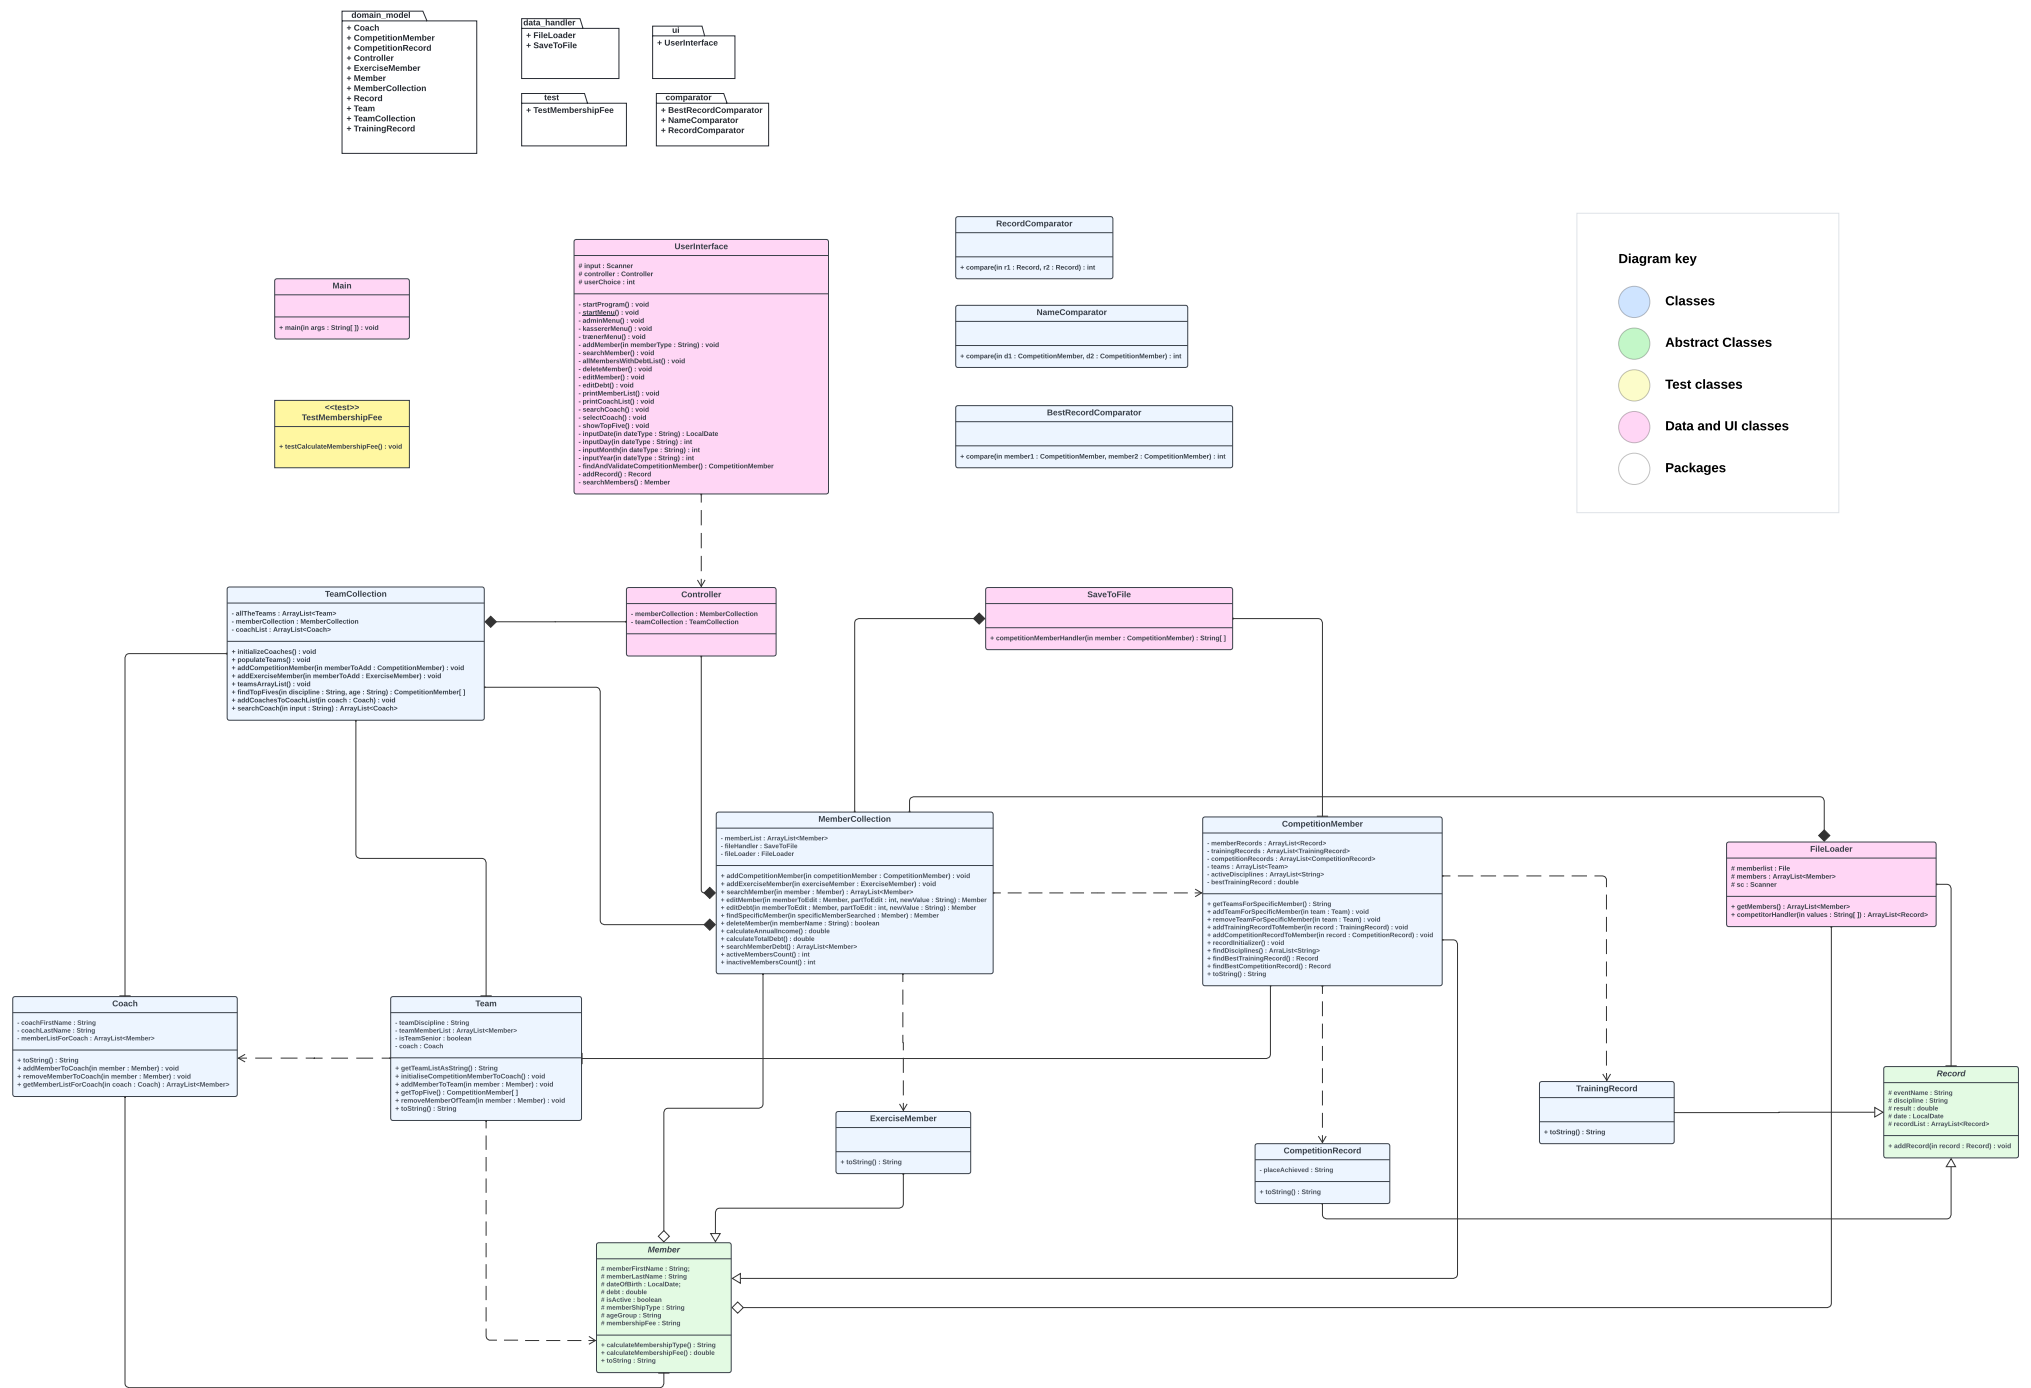 domain_model
+ Coach
+ CompetitionMember
+ CompetitionRecord
+ Controller
+ ExerciseMember
+ Member
+ MemberCollection
+ Record
+ Team
+ TeamCollection
+ TrainingRecord
data_handler
+ FileLoader
+ SaveToFile
ui
+ UserInterface
test
+ TestMembershipFee
comparator
+ BestRecordComparator
+ NameComparator
+ RecordComparator
Main
+ main(in args : String[ ]) : void
<<test>>
TestMembershipFee
+ testCalculateMembershipFee() : void
UserInterface
# input : Scanner
# controller : Controller
# userChoice : int
- startProgram() : void
- startMenu() : void
- adminMenu() : void
- kassererMenu() : void
- trænerMenu() : void
- addMember(in memberType : String) : void
- searchMember() : void
- allMembersWithDebtList() : void
- deleteMember() : void
- editMember() : void
- editDebt() : void
- printMemberList() : void
- printCoachList() : void
- searchCoach() : void
- selectCoach() : void
- showTopFive() : void
- inputDate(in dateType : String) : LocalDate
- inputDay(in dateType : String) : int
- inputMonth(in dateType : String) : int
- inputYear(in dateType : String) : int
- findAndValidateCompetitionMember() : CompetitionMember
- addRecord() : Record
- searchMembers() : Member
RecordComparator
+ compare(in r1 : Record, r2 : Record) : int
NameComparator
+ compare(in d1 : CompetitionMember, d2 : CompetitionMember) : int
BestRecordComparator
+ compare(in member1 : CompetitionMember, member2 : CompetitionMember) : int
Diagram key
Classes
Abstract Classes
Test classes
Data and UI classes
Packages
TeamCollection
- allTheTeams : ArrayList<Team>
- memberCollection : MemberCollection
- coachList : ArrayList<Coach>
+ initializeCoaches() : void
+ populateTeams() : void
+ addCompetitionMember(in memberToAdd : CompetitionMember) : void
+ addExerciseMember(in memberToAdd : ExerciseMember) : void
+ teamsArrayList() : void
+ findTopFives(in discipline : String, age : String) : CompetitionMember[ ]
+ addCoachesToCoachList(in coach : Coach) : void
+ searchCoach(in input : String) : ArrayList<Coach>
Controller
- memberCollection : MemberCollection
- teamCollection : TeamCollection
SaveToFile
+ competitionMemberHandler(in member : CompetitionMember) : String[ ]
MemberCollection
- memberList : ArrayList<Member>
- fileHandler : SaveToFile
- fileLoader : FileLoader
+ addCompetitionMember(in competitionMember : CompetitionMember) : void
+ addExerciseMember(in exerciseMember : ExerciseMember) : void
+ searchMember(in member : Member) : ArrayList<Member>
+ editMember(in memberToEdit : Member, partToEdit : int, newValue : String) : Member
+ editDebt(in memberToEdit : Member, partToEdit : int, newValue : String) : Member
+ findSpecificMember(in specificMemberSearched : Member) : Member
+ deleteMember(in memberName : String) : boolean
+ calculateAnnualIncome() : double
+ calculateTotalDebt() : double
+ searchMemberDebt() : ArrayList<Member>
+ activeMembersCount() : int
+ inactiveMembersCount() : int
CompetitionMember
- memberRecords : ArrayList<Record>
- trainingRecords : ArrayList<TrainingRecord>
- competitionRecords : ArrayList<CompetitionRecord>
- teams : ArrayList<Team>
- activeDisciplines : ArrayList<String>
- bestTrainingRecord : double
+ getTeamsForSpecificMember() : String
+ addTeamForSpecificMember(in team : Team) : void
+ removeTeamForSpecificMember(in team : Team) : void
+ addTrainingRecordToMember(in record : TrainingRecord) : void
+ addCompetitionRecordToMember(in record : CompetitionRecord) : void
+ recordInitializer() : void
+ findDisciplines() : ArraList<String>
+ findBestTrainingRecord() : Record
+ findBestCompetitionRecord() : Record
+ toString() : String
FileLoader
# memberlist : File
# members : ArrayList<Member>
# sc : Scanner
+ getMembers() : ArrayList<Member>
+ competitorHandler(in values : String[ ]) : ArrayList<Record>
Coach
- coachFirstName : String
- coachLastName : String
- memberListForCoach : ArrayList<Member>
+ toString() : String
+ addMemberToCoach(in member : Member) : void
+ removeMemberToCoach(in member : Member) : void
+ getMemberListForCoach(in coach : Coach) : ArrayList<Member>
Team
- teamDiscipline : String
- teamMemberList : ArrayList<Member>
- isTeamSenior : boolean
- coach : Coach
+ getTeamListAsString() : String
+ initialiseCompetitionMemberToCoach() : void
+ addMemberToTeam(in member : Member) : void
+ getTopFive() : CompetitionMember[ ]
+ removeMemberOfTeam(in member : Member) : void
+ toString() : String
ExerciseMember
+ toString() : String
CompetitionRecord
- placeAchieved : String
+ toString() : String
TrainingRecord
+ toString() : String
Record
# eventName : String
# discipline : String
# result : double
# date : LocalDate
# recordList : ArrayList<Record>
+ addRecord(in record : Record) : void
Member
# memberFirstName : String;
# memberLastName : String
# dateOfBirth : LocalDate;
# debt : double
# isActive : boolean
# memberShipType : String
# ageGroup : String
# membershipFee : String
+ calculateMembershipType() : String
+ calculateMembershipFee() : double
+ toString : String